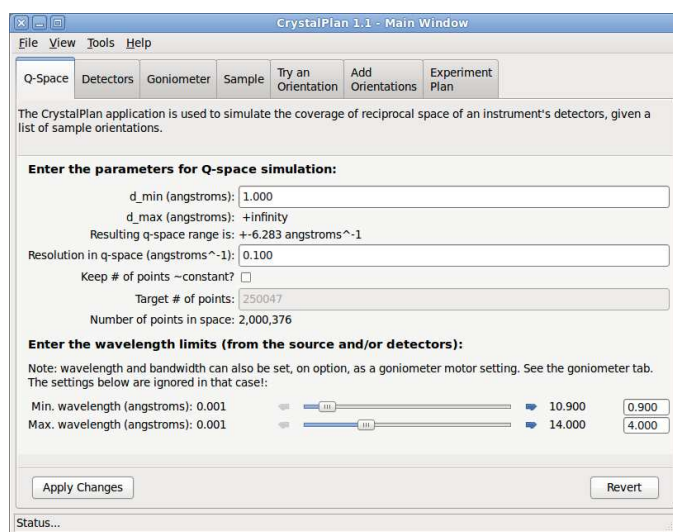 CrystalPlan 1.1 - Main Window
File View Tools Help
Q-Space Detectors Goniometer Sample Try an Orientation Add Orientations Experiment Plan
The CrystalPlan application is used to simulate the coverage of reciprocal space of an instrument's detectors, given a
list of sample orientations.
Enter the parameters for Q-space simulation:
d_min (angstroms): 1.000
d_max (angstroms): +infinity
Resulting q-space range is: +-6.283 angstroms^-1
Resolution in q-space (angstroms^-1): 0.100
Keep # of points ~constant?
Target # of points: 250047
Number of points in space: 2,000,376
Enter the wavelength limits (from the source and/or detectors):
Note: wavelength and bandwidth can also be set, on option, as a goniometer motor setting. See the goniometer tab.
The settings below are ignored in that case!:
Min. wavelength (angstroms): 0.001 10.900 0.900
Max. wavelength (angstroms): 0.001 14.000 4.000
Apply Changes Revert
Status...